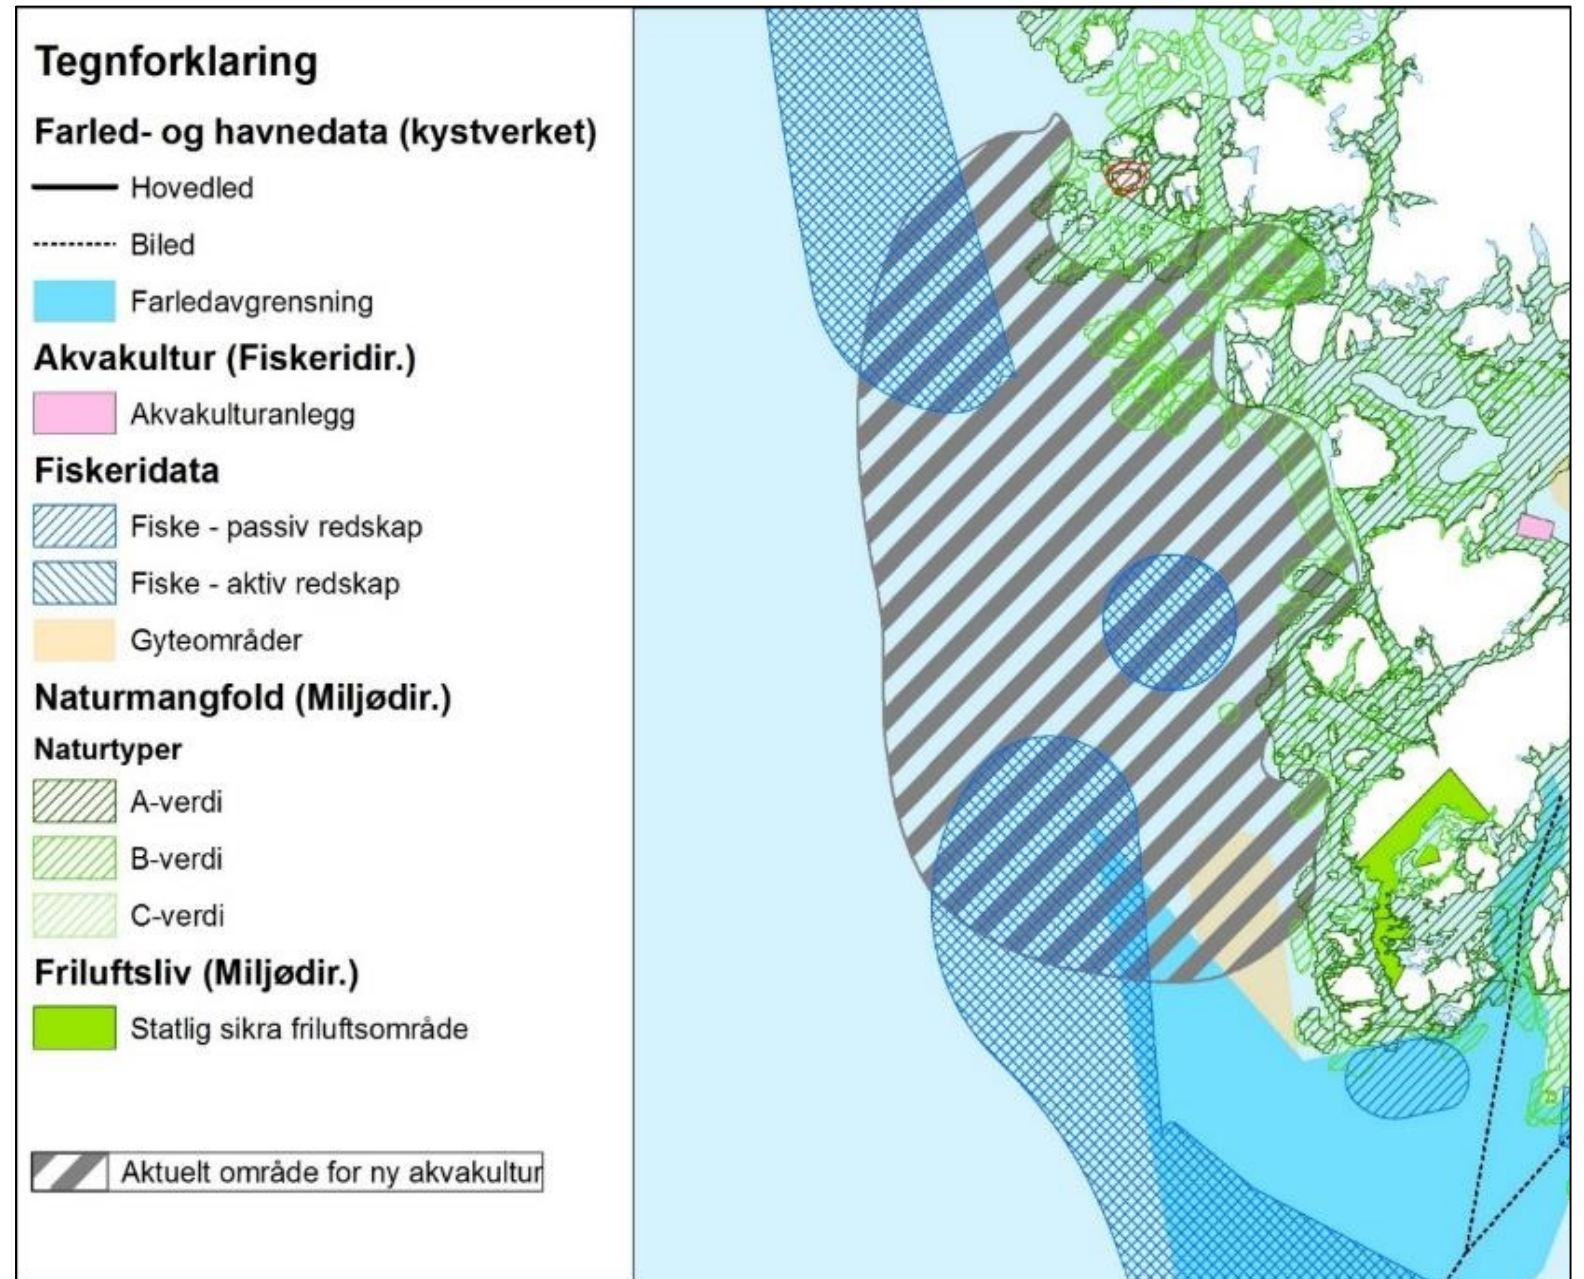 Tegnforklaring
Farled- og havnedata (kystverket)
Hovedled
Biled
Farledavgrensning
Akvakultur (Fiskeridir.)
Akvakulturanlegg
Fiskeridata
Fiske - passiv redskap
Fiske - aktiv redskap
Gyteområder
Naturmangfold (Miljødir.)
Naturtyper
A-verdi
B-verdi
C-verdi
Friluftsliv (Miljødir.)
Statlig sikra friluftsområde
Aktuelt område for ny akvakultur